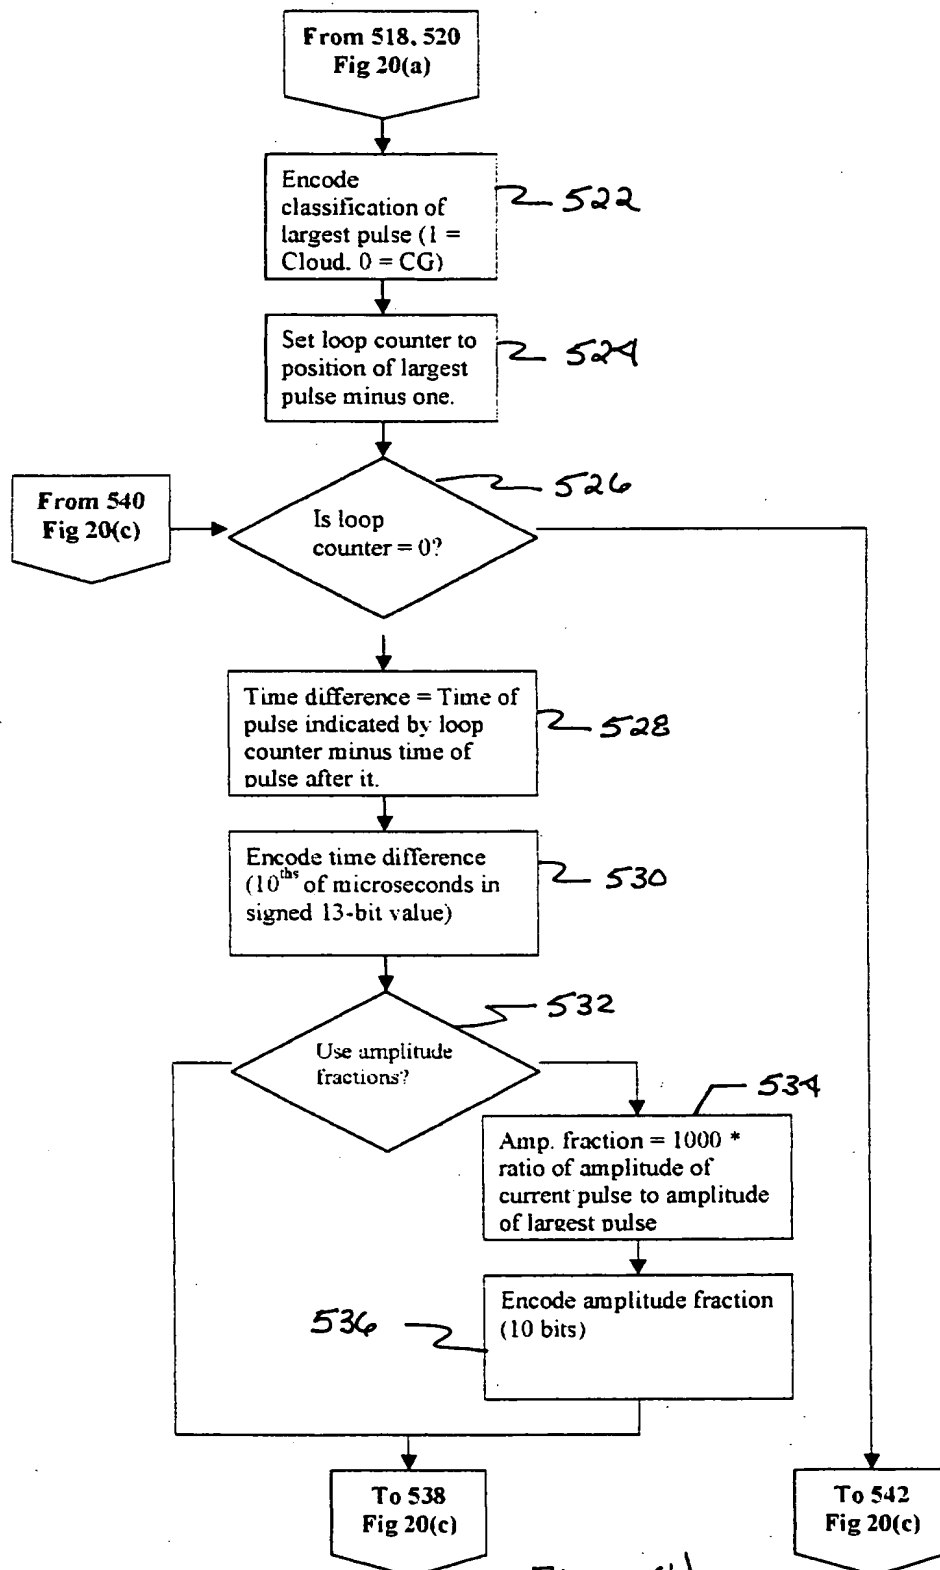 From 518, 520
Fig 20(a)
Encode
classification of
largest pulse (1 =
Cloud. 0 = CG)
522
Set loop counter to
position of largest
pulse minus one.
524
526
From 540
Fig 20(c)
Is loop
counter = 0?
Time difference = Time of
pulse indicated by loop
counter minus time of
pulse after it.
528
Encode time difference
(10ths of microseconds in
signed 13-bit value)
530
532
Use amplitude
fractions?
534
Amp. fraction = 1000 *
ratio of amplitude of
current pulse to amplitude
of largest pulse
Encode amplitude fraction
(10 bits)
536
To 538
Fig 20(c)
To 542
Fig 20(c)